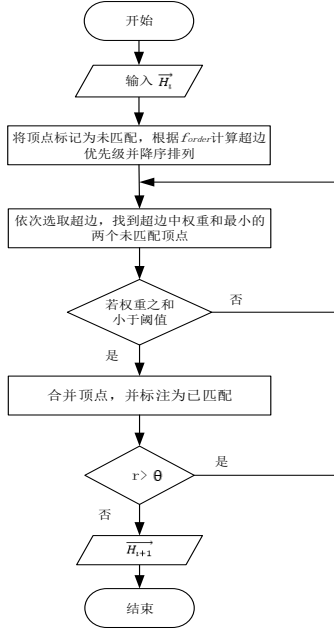 开始
输入 H_i
将顶点标记为未匹配，根据f_order计算超边
优先级并降序排列
依次选取超边，找到超边中权重和最小的
两个未匹配顶点
若权重之和
小于阈值
否
是
合并顶点，并标注为已匹配
r> θ
是
否
H_{i+1}
结束